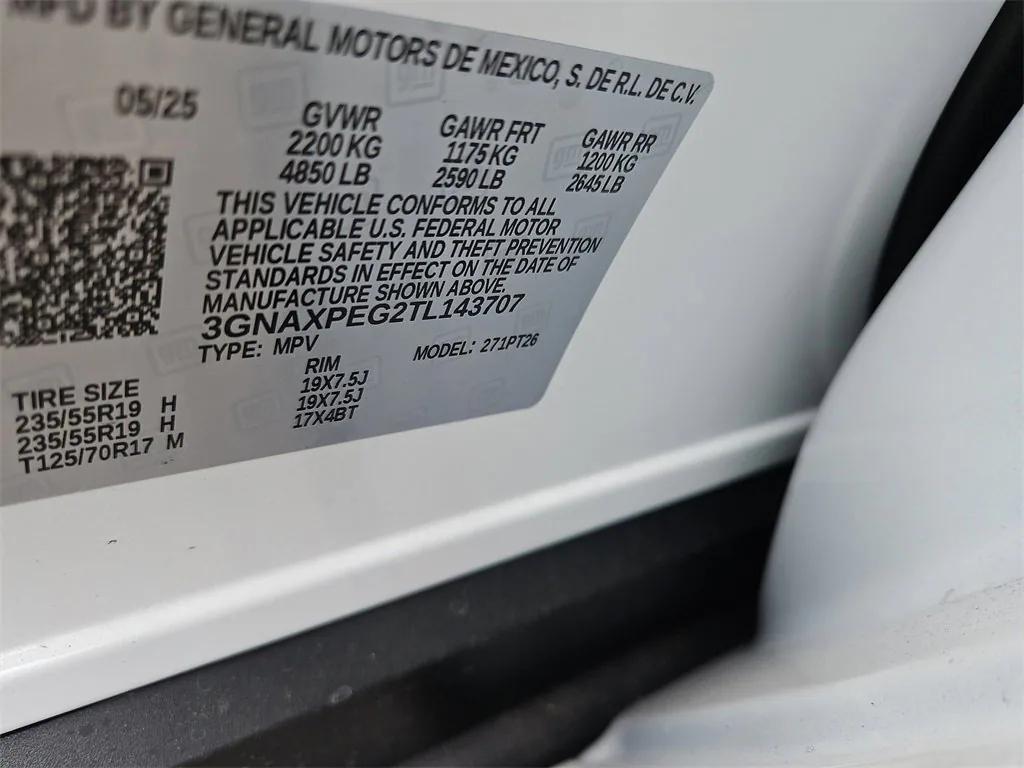 MFD BY GENERAL MOTORS DE MEXICO, S. DE R.L. DE C.V.
05/25
GVWR GAWR FRT GAWR RR
2200 KG 1175 KG 1200 KG
4850 LB 2590 LB 2645 LB
THIS VEHICLE CONFORMS TO ALL
APPLICABLE U.S. FEDERAL MOTOR
VEHICLE SAFETY AND THEFT PREVENTION
STANDARDS IN EFFECT ON THE DATE OF
MANUFACTURE SHOWN ABOVE.
3GNAXPEG2TL143707
TYPE: MPV MODEL: 271PT26
TIRE SIZE RIM
235/55R19 H 19X7.5J
235/55R19 H 19X7.5J
T125/70R17 M 17X4BT